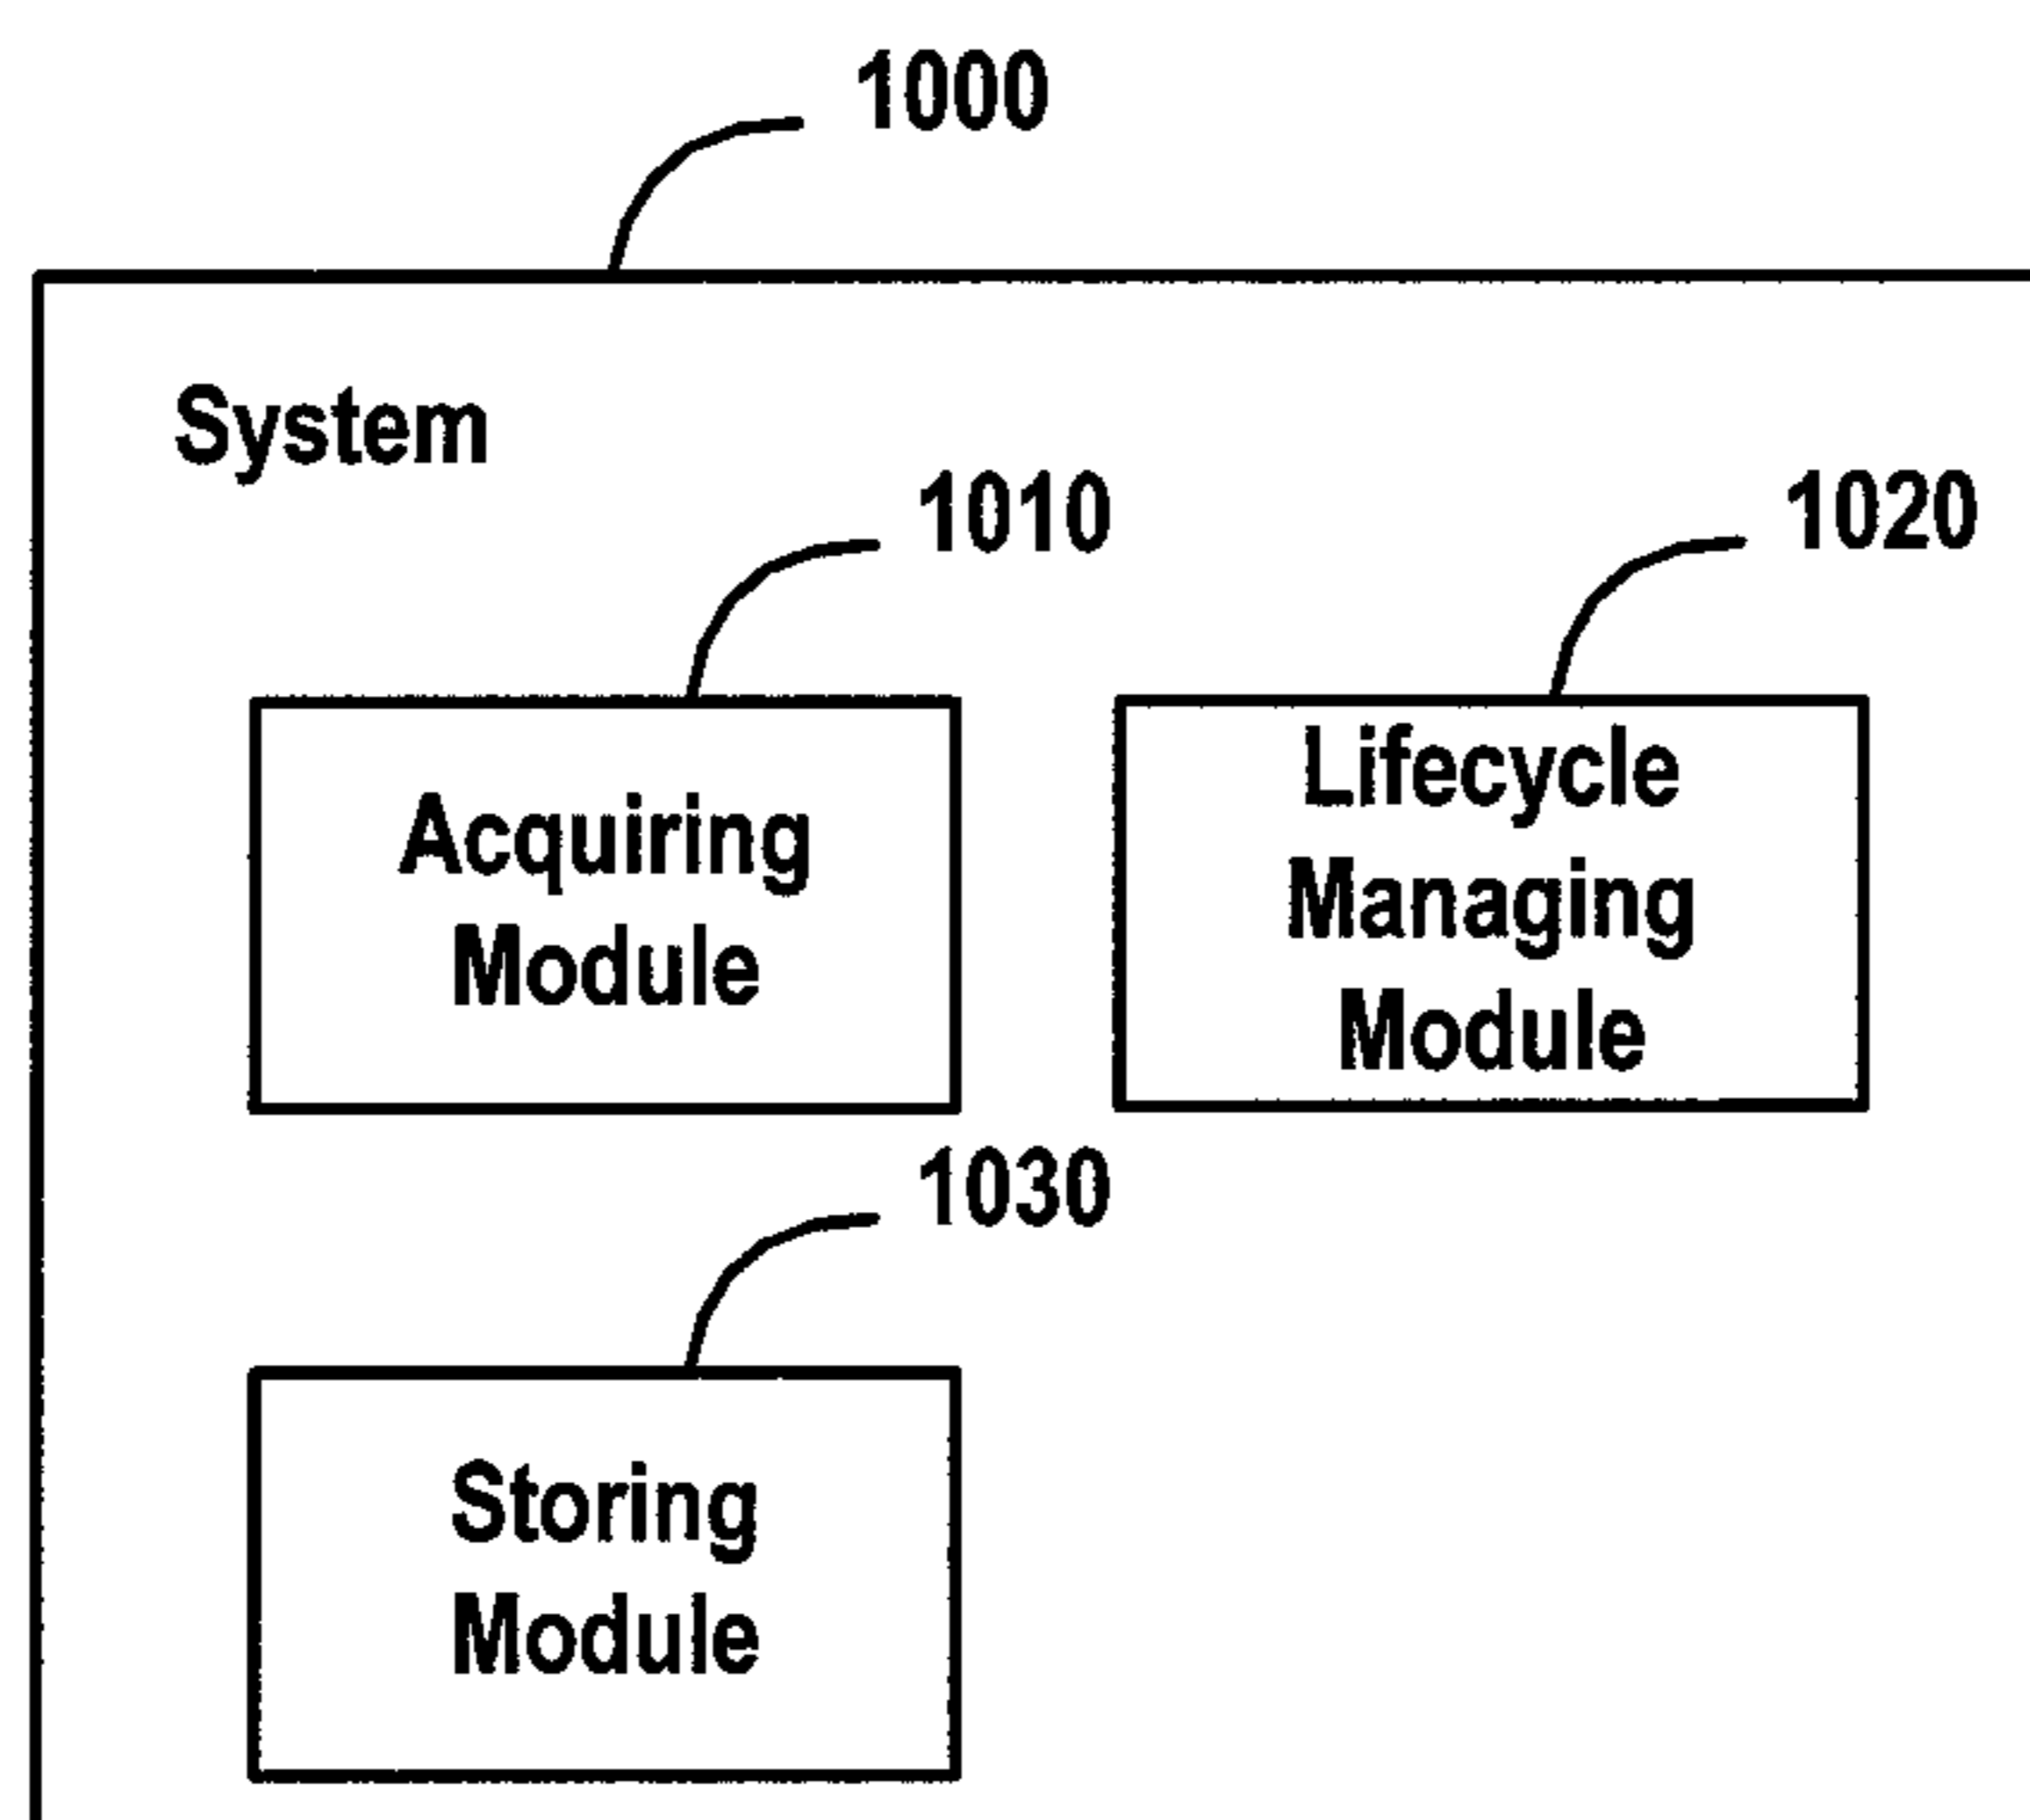 1000
System
1010
1020
Acquiring
Module
Lifecycle
Managing
Module
1030
Storing
Module